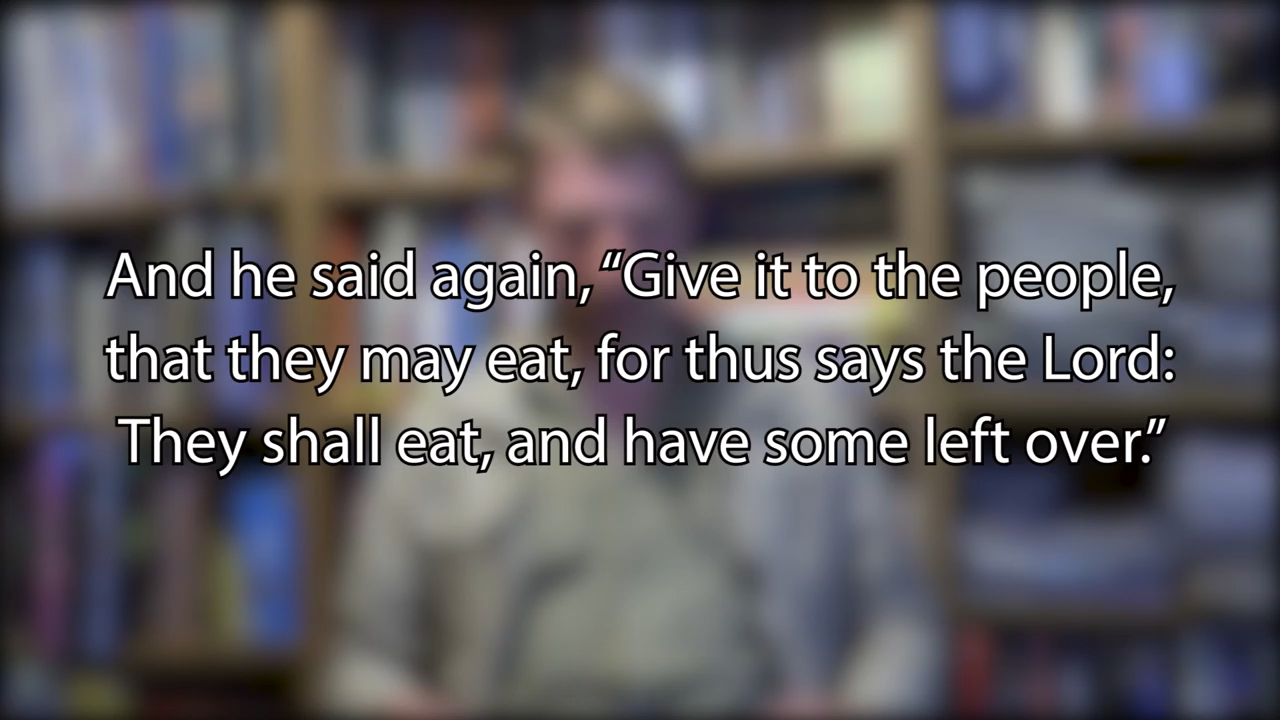 And he said again, “Give it to the people,
that they may eat, for thus says the Lord:
They shall eat, and have some left over.”